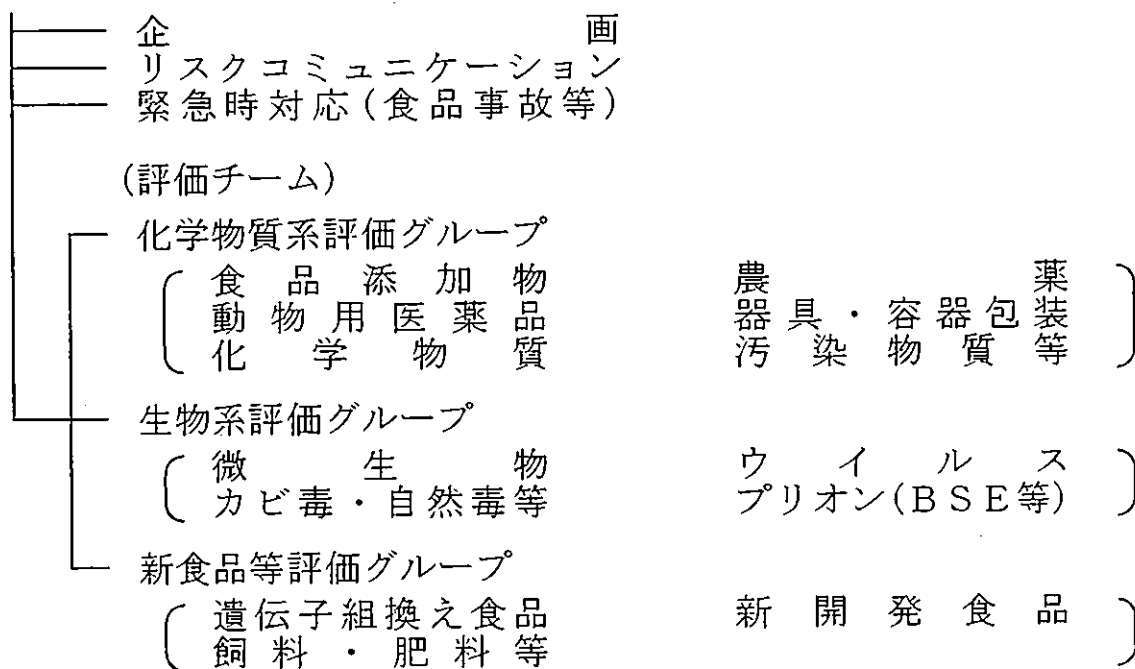 企画
リスクコミュニケーション
緊急時対応(食品事故等)
(評価チーム)
化学物質系評価グループ
食品添加物 農薬
動物用医薬品 器具・容器包装
化学物質 汚染物質等
生物系評価グループ
微生物 ウイルス
カビ毒・自然毒等 プリオン(BSE等)
新食品等評価グループ
遺伝子組換え食品 新開発食品
飼料・肥料等